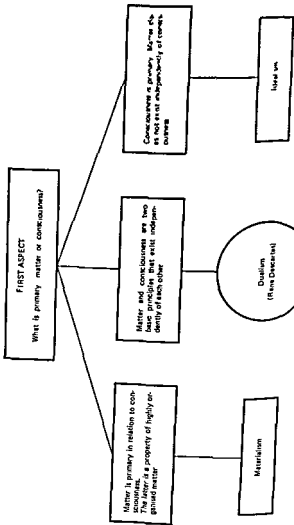 FIRST ASPECT
What is primary matter or consciousness?
Matter is primary in relation to con-
sciousness.
The latter is a property of highly or-
ganised matter
Matter and consciousness are two
basic principles that exist indepen-
dently of each other
Consciousness is primary Matter do-
es not exist independently of consci-
ousness
Materialism
Dualism
(Rene Descartes)
Idealism